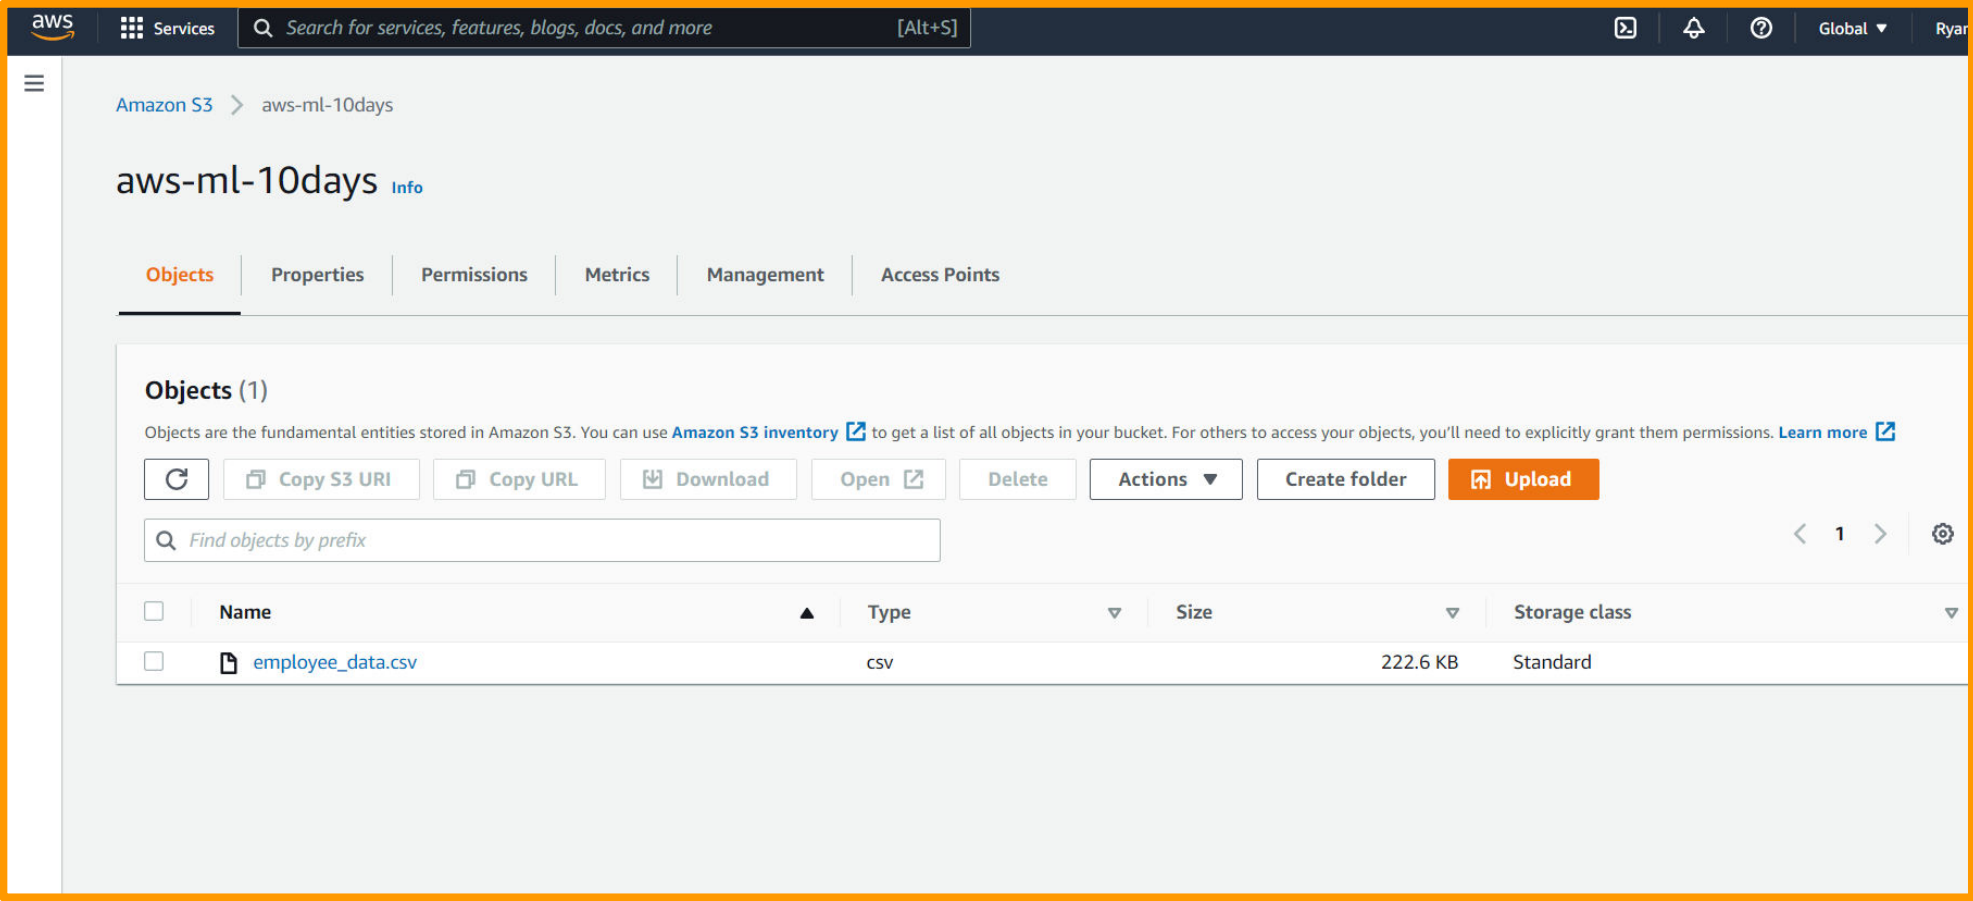 aws Services Search for services, features, blogs, docs, and more [Alt+S] Global Ryan
Amazon S3 aws-ml-10days
aws-ml-10days Info
Objects Properties Permissions Metrics Management Access Points
Objects (1)
Objects are the fundamental entities stored in Amazon S3. You can use Amazon S3 inventory to get a list of all objects in your bucket. For others to access your objects, you'll need to explicitly grant them permissions. Learn more
Copy S3 URI Copy URL Download Open Delete Actions Create folder Upload
Find objects by prefix 1
Name Type Size Storage class
employee_data.csv csv 222.6 KB Standard